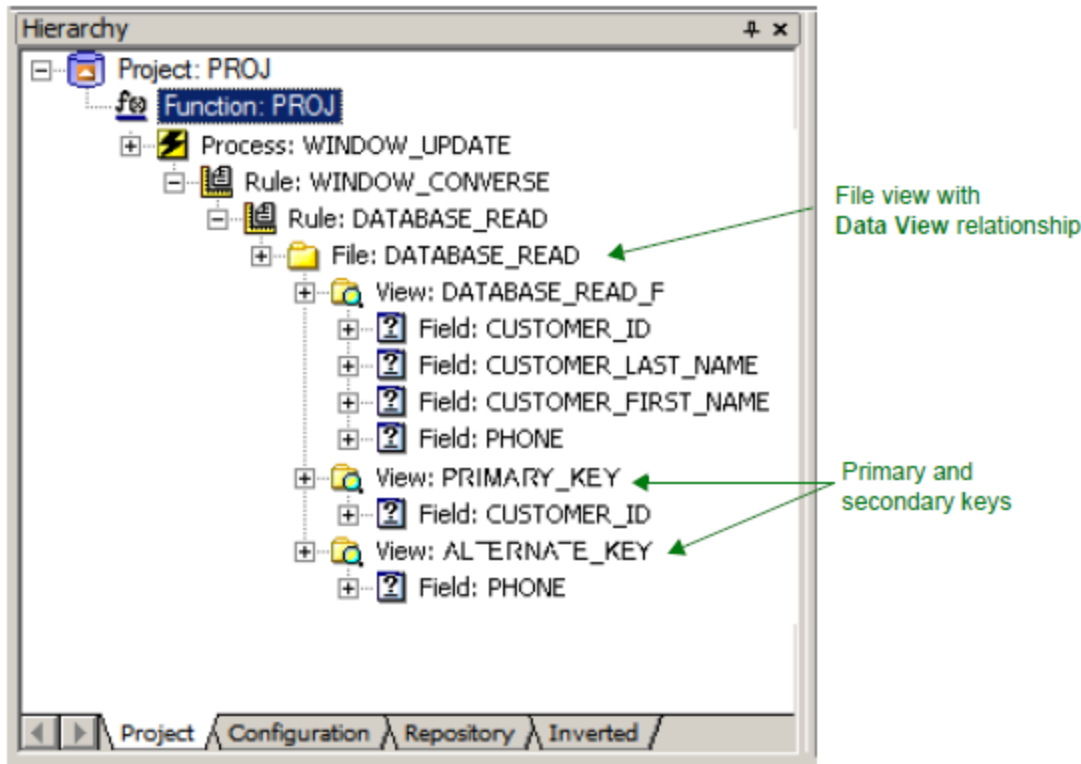 Hierarchy
Project: PROJ
Function: PROJ
Process: WINDOW_UPDATE
Rule: WINDOW_CONVERSE
Rule: DATABASE_READ
File: DATABASE_READ
View: DATABASE_READ_F
Field: CUSTOMER_ID
Field: CUSTOMER_LAST_NAME
Field: CUSTOMER_FIRST_NAME
Field: PHONE
View: PRIMARY_KEY
Field: CUSTOMER_ID
View: ALTERNATE_KEY
Field: PHONE
File view with
Data View relationship
Primary and
secondary keys
Project Configuration Repository Inverted